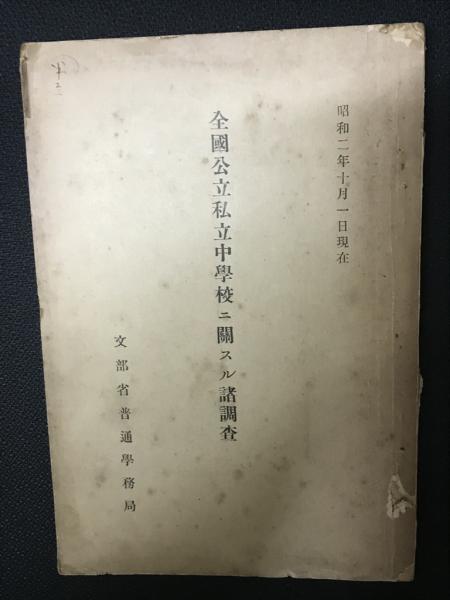 昭和二年十月一日現在
全國公立私立中學校ニ關スル諸調査
文部省普通學務局